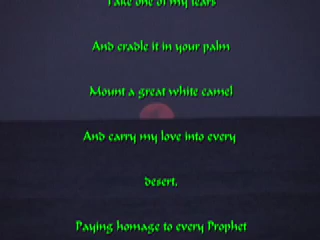 Take one of my tears
And cradle it in your palm
Mount a great white camel
And carry my love into every
desert,
Paying homage to every Prophet